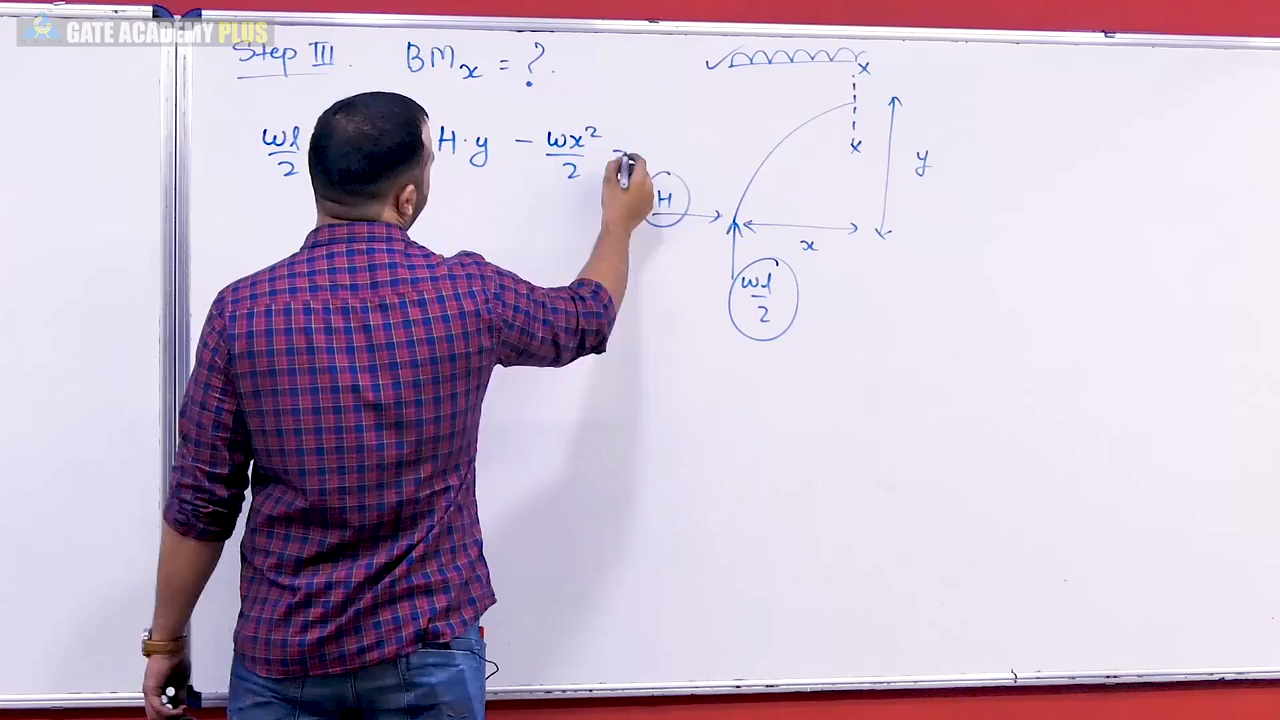 GATE ACADEMY PLUS
Step III. BMx = ?.
wl/2 H·y - wx²/2 =
x
x
y
H
x
wl/2